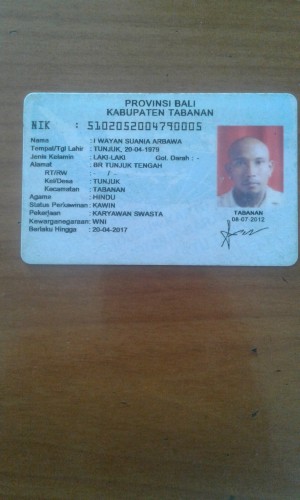 PROVINSI BALI
KABUPATEN TABANAN
NIK : 5102052004790005
Nama : I WAYAN SUANIA ARBAWA
Tempat/Tgl Lahir : TUNJUK, 20-04-1979
Jenis Kelamin : LAKI-LAKI Gol. Darah : -
Alamat : BR TUNJUK TENGAH
RT/RW : - / -
Kel/Desa : TUNJUK
Kecamatan : TABANAN
Agama : HINDU
Status Perkawinan : KAWIN
Pekerjaan : KARYAWAN SWASTA
Kewarganegaraan : WNI
Berlaku Hingga : 20-04-2017
TABANAN
08-07-2012